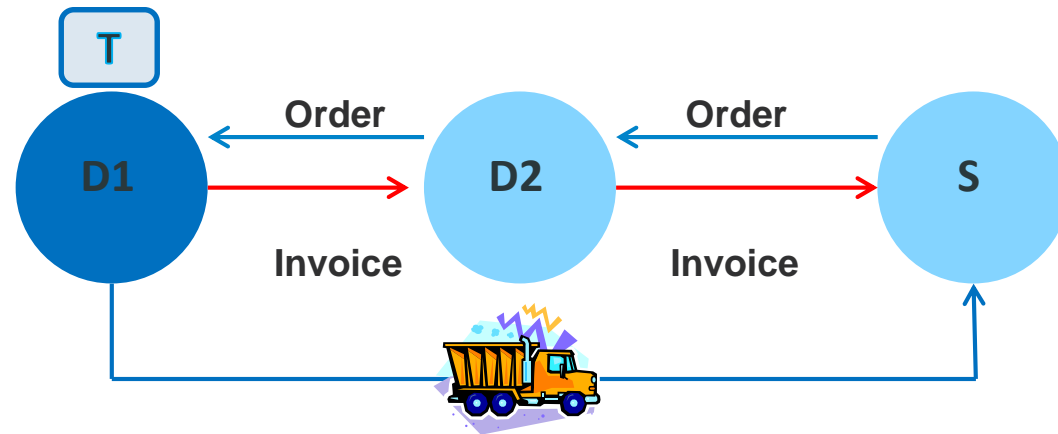 T
Order
Order
D1
D2
S
Invoice
Invoice